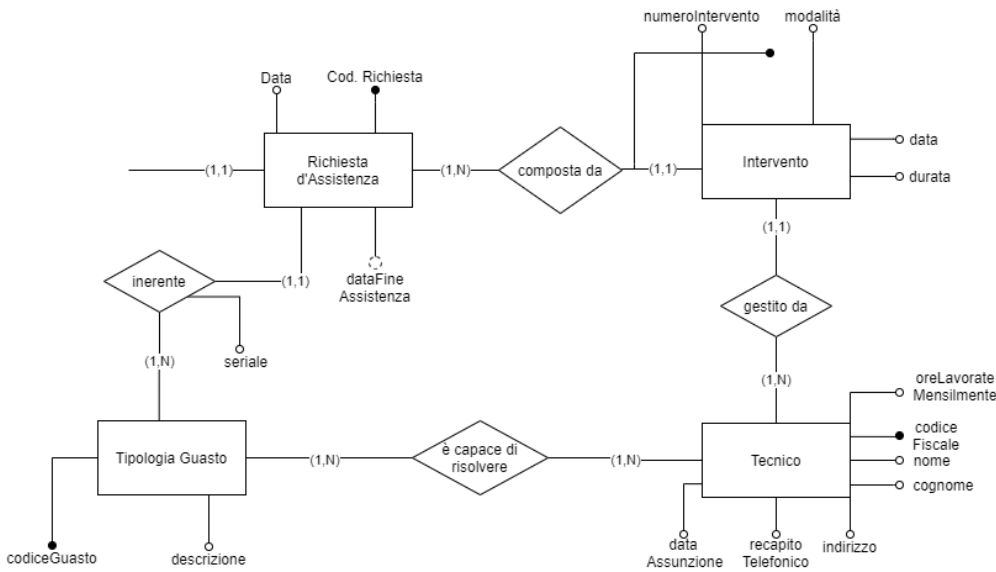 numeroIntervento
modalità
Data
Cod. Richiesta
(1,1)
Richiesta
d'Assistenza
(1,N)
composta da
(1,1)
Intervento
data
durata
(1,1)
inerente
(1,1)
dataFine
Assistenza
gestito da
(1,N)
seriale
(1,N)
oreLavorate
Mensilmente
codice
Fiscale
nome
cognome
Tipologia Guasto
(1,N)
è capace di
risolvere
(1,N)
Tecnico
codiceGuasto
descrizione
data
Assunzione
recapito
Telefonico
indirizzo